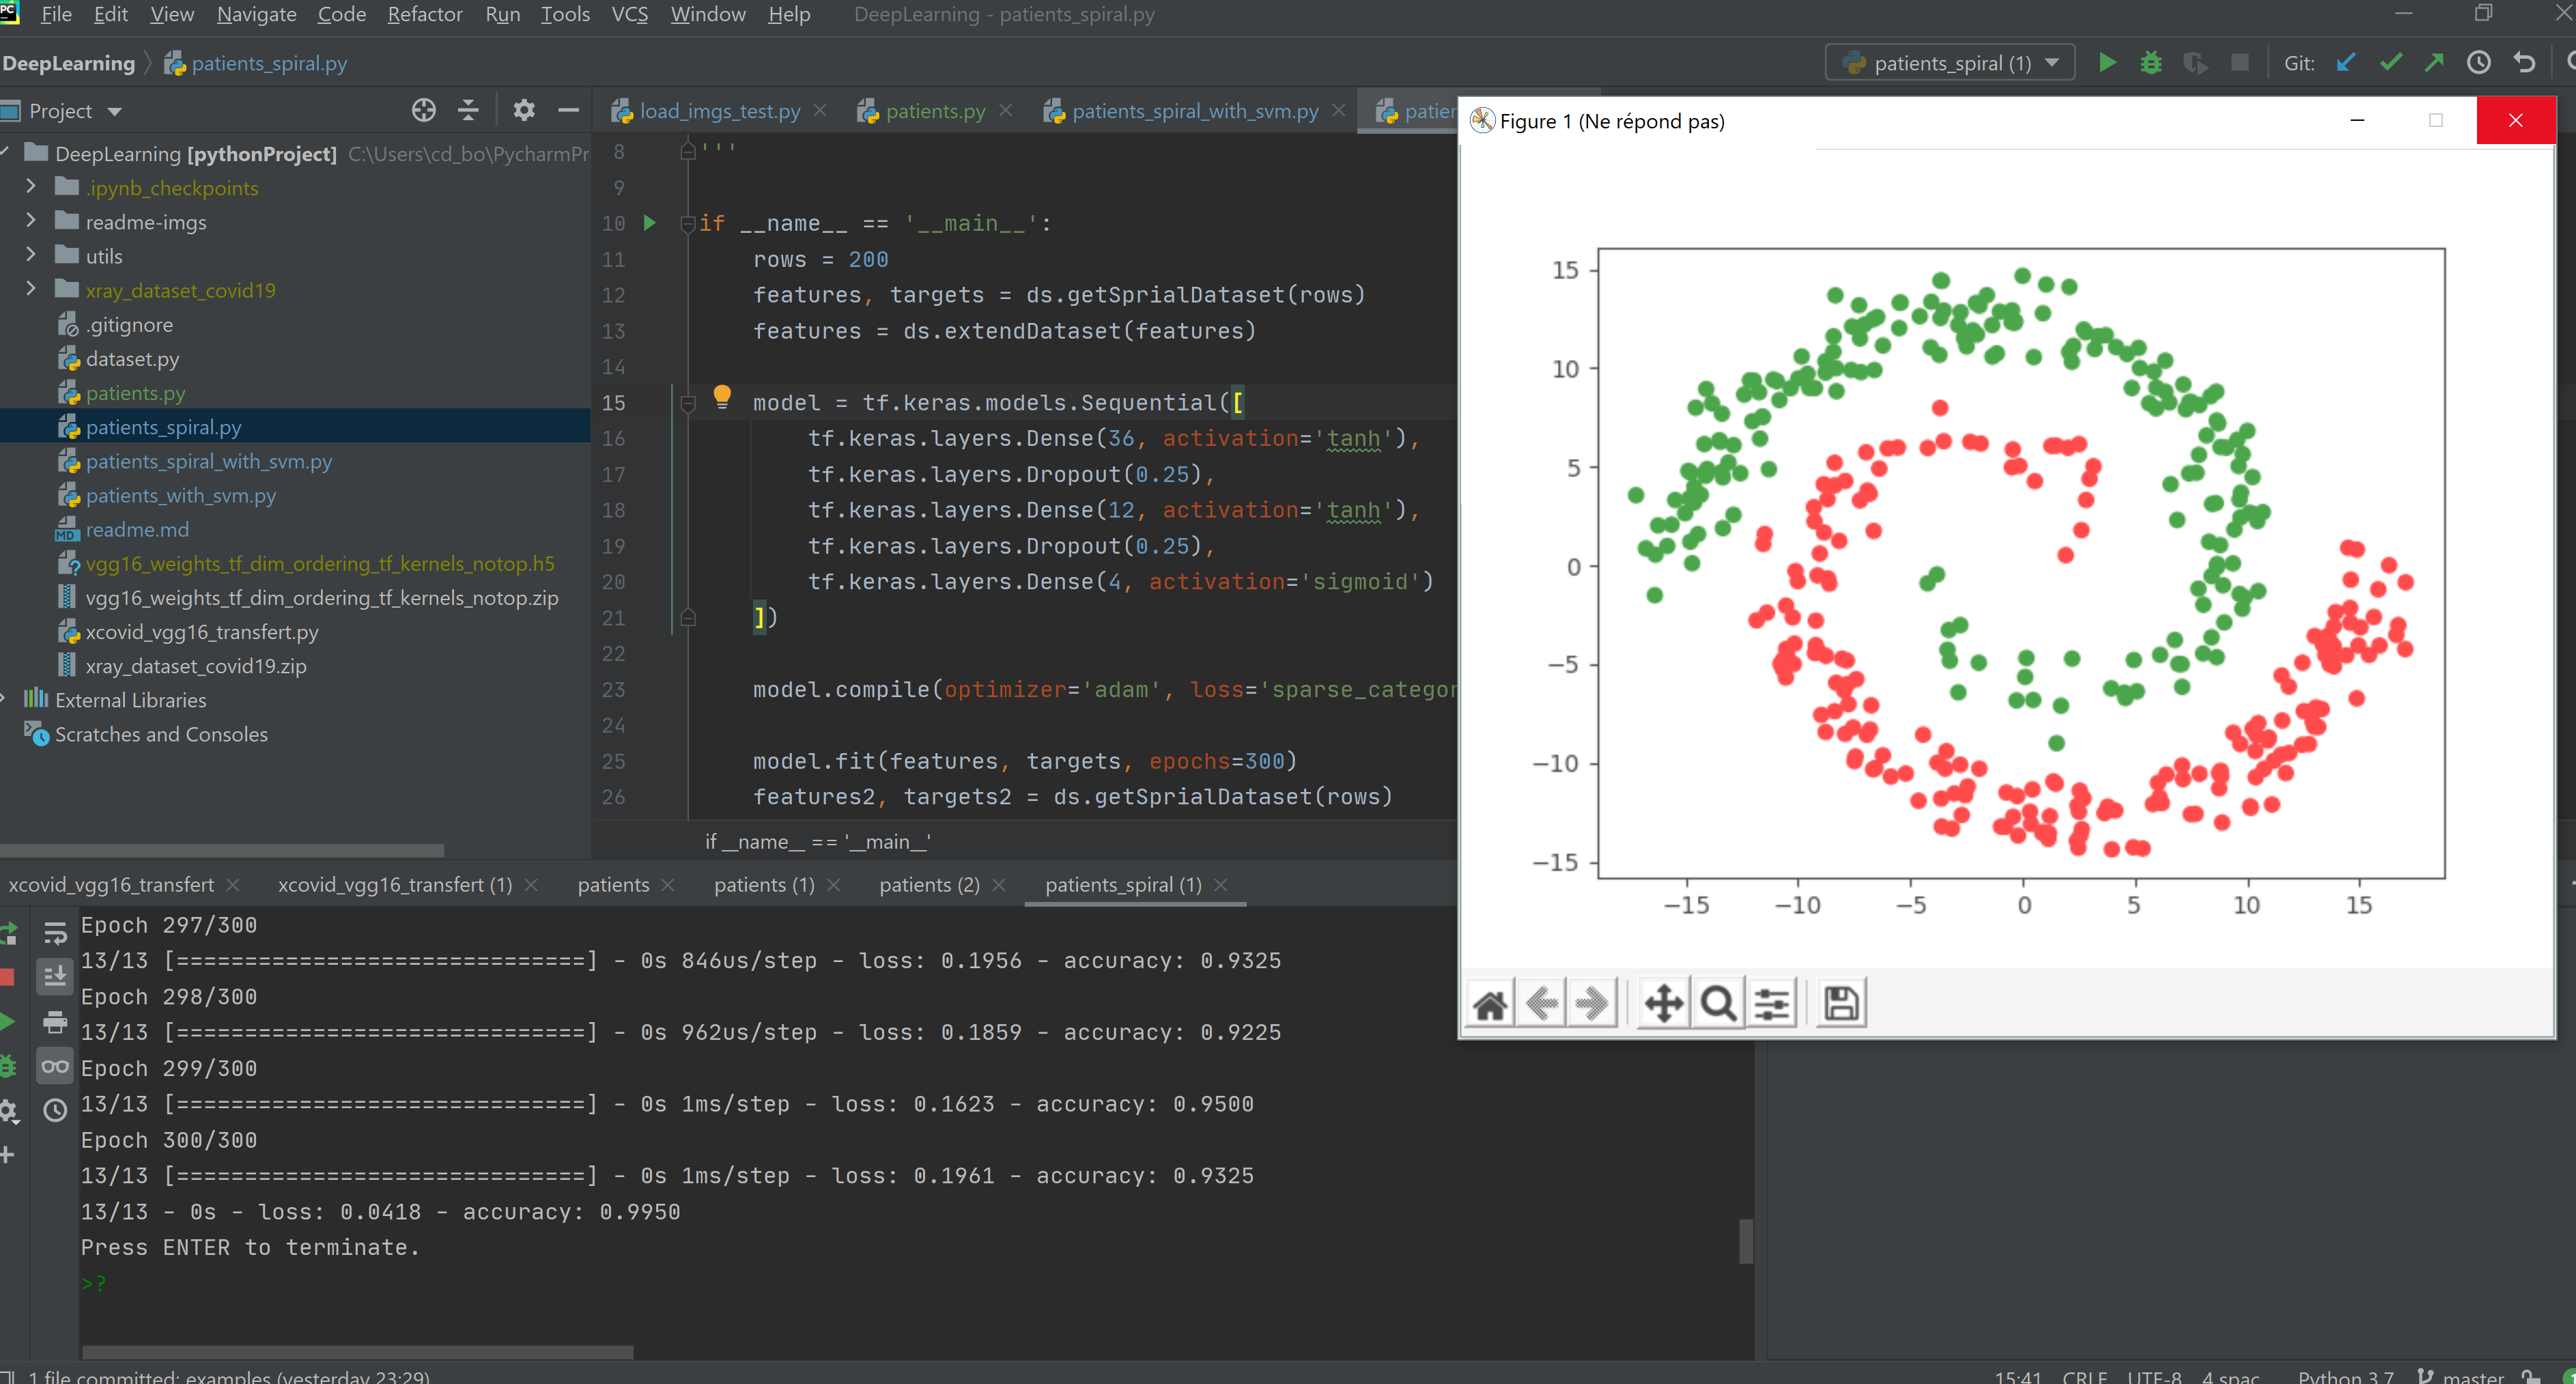 PC File Edit View Navigate Code Refactor Run Tools VCS Window Help DeepLearning - patients_spiral.py
DeepLearning patients_spiral.py patients_spiral (1) Git:
Project
load_imgs_test.py patients.py patients_spiral_with_svm.py patien
DeepLearning [pythonProject] C:\Users\cd_bo\PycharmPr
.ipynb_checkpoints
readme-imgs
utils
xray_dataset_covid19
.gitignore
dataset.py
patients.py
patients_spiral.py
patients_spiral_with_svm.py
patients_with_svm.py
MD readme.md
vgg16_weights_tf_dim_ordering_tf_kernels_notop.h5
vgg16_weights_tf_dim_ordering_tf_kernels_notop.zip
xcovid_vgg16_transfert.py
xray_dataset_covid19.zip
External Libraries
Scratches and Consoles
8 '''
9
10 if __name__ == '__main__':
11 rows = 200
12 features, targets = ds.getSprialDataset(rows)
13 features = ds.extendDataset(features)
14
15 model = tf.keras.models.Sequential([
16 tf.keras.layers.Dense(36, activation='tanh'),
17 tf.keras.layers.Dropout(0.25),
18 tf.keras.layers.Dense(12, activation='tanh'),
19 tf.keras.layers.Dropout(0.25),
20 tf.keras.layers.Dense(4, activation='sigmoid')
21 ])
22
23 model.compile(optimizer='adam', loss='sparse_categor
24
25 model.fit(features, targets, epochs=300)
26 features2, targets2 = ds.getSprialDataset(rows)
if __name__ == '__main__'
Figure 1 (Ne répond pas)
15
10
5
0
−5
−10
−15
−15 −10 −5 0 5 10 15
xcovid_vgg16_transfert xcovid_vgg16_transfert (1) patients patients (1) patients (2) patients_spiral (1)
Epoch 297/300
13/13 [==============================] - 0s 846us/step - loss: 0.1956 - accuracy: 0.9325
Epoch 298/300
13/13 [==============================] - 0s 962us/step - loss: 0.1859 - accuracy: 0.9225
Epoch 299/300
13/13 [==============================] - 0s 1ms/step - loss: 0.1623 - accuracy: 0.9500
Epoch 300/300
13/13 [==============================] - 0s 1ms/step - loss: 0.1961 - accuracy: 0.9325
13/13 - 0s - loss: 0.0418 - accuracy: 0.9950
Press ENTER to terminate.
>?
1 file committed: examples (yesterday 23:29) 15:41 CRLF UTF-8 4 spac Python 3.7 master